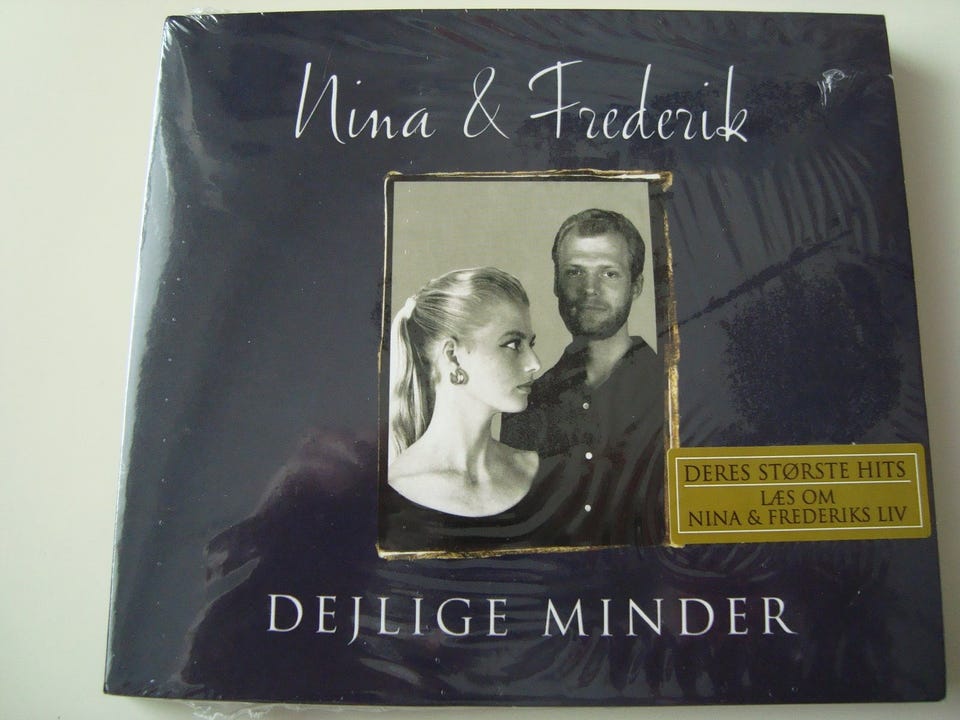 Nina & Frederik
DERES STØRSTE HITS
LÆS OM
NINA & FREDERIKS LIV
DEJLIGE MINDER